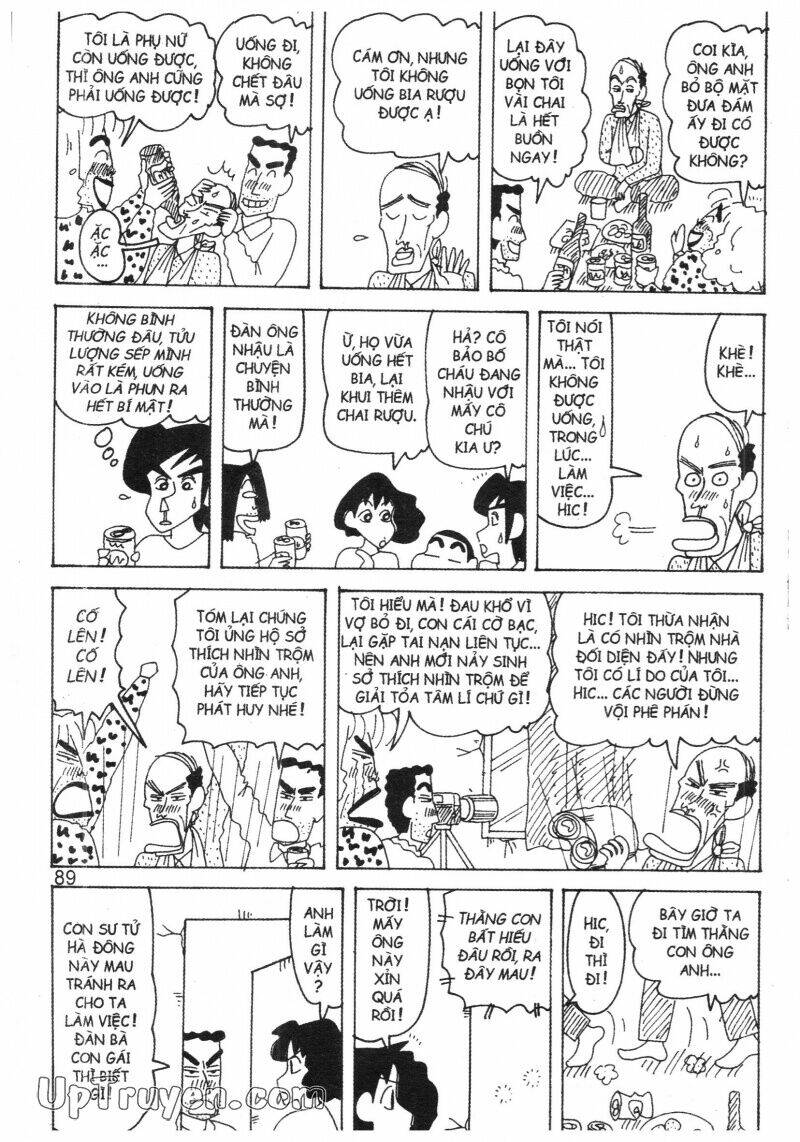 COI KÌA,
ÔNG ANH
BỎ BỘ MẶT
ĐƯA ĐÁM
ẤY ĐI CÓ
ĐƯỢC
KHÔNG?
LẠI ĐÂY
UỐNG VỚI
BỌN TÔI
VÀI CHAI
LÀ HẾT
BUỒN
NGAY!
CÁM ƠN, NHƯNG
TÔI KHÔNG
UỐNG BIA RƯỢU
ĐƯỢC Ạ!
UỐNG ĐI,
KHÔNG
CHẾT ĐÂU
MÀ SỢ!
TÔI LÀ PHỤ NỮ
CÒN UỐNG ĐƯỢC,
THÌ ÔNG ANH CŨNG
PHẢI UỐNG ĐƯỢC!
ẶC
ẶC
...
KHÈ!
KHÈ...
TÔI NÓI
THẬT
MÀ... TÔI
KHÔNG
ĐƯỢC
UỐNG,
TRONG
LÚC...
LÀM
VIỆC...
HIC!
HẢ? CÔ
BẢO BỐ
CHÁU ĐANG
NHẬU VỚI
MẤY CÔ
CHÚ
KIA Ư?
Ừ, HỌ VỪA
UỐNG HẾT
BIA, LẠI
KHUI THÊM
CHAI RƯỢU.
ĐÀN ÔNG
NHẬU LÀ
CHUYỆN
BÌNH
THƯỜNG
MÀ!
KHÔNG BÌNH
THƯỜNG ĐÂU, TỬU
LƯỢNG SẾP MÌNH
RẤT KÉM, UỐNG
VÀO LÀ PHUN RA
HẾT BÍ MẬT!
HIC! TÔI THỪA NHẬN
LÀ CÓ NHÌN TRỘM NHÀ
ĐỐI DIỆN ĐẤY! NHƯNG
TÔI CÓ LÍ DO CỦA TÔI...
HIC... CÁC NGƯỜI ĐỪNG
VỘI PHÊ PHÁN!
TÔI HIỂU MÀ! ĐAU KHỔ VÌ
VỢ BỎ ĐI, CON CÁI CỜ BẠC,
LẠI GẶP TAI NẠN LIÊN TỤC...
NÊN ANH MỚI NẢY SINH
SỞ THÍCH NHÌN TRỘM ĐỂ
GIẢI TỎA TÂM LÍ CHỨ GÌ!
TÓM LẠI CHÚNG
TÔI ỦNG HỘ SỞ
THÍCH NHÌN TRỘM
CỦA ÔNG ANH,
HÃY TIẾP TỤC
PHÁT HUY NHÉ!
CỐ
LÊN!
CỐ
LÊN!
89
BÂY GIỜ TA
ĐI TÌM THẰNG
CON ÔNG
ANH...
HIC,
ĐI
THÌ
ĐI!
THẰNG CON
BẤT HIẾU
ĐÂU RỒI, RA
ĐÂY MAU!
TRỜI!
MẤY
ÔNG
NÀY
XỈN
QUÁ
RỒI!
ANH
LÀM
GÌ
VẬY
?
CON SƯ TỬ
HÀ ĐÔNG
NÀY MAU
TRÁNH RA
CHO TA
LÀM VIỆC!
ĐÀN BÀ
CON GÁI
THÌ BIẾT
GÌ!
UpTruyen.com